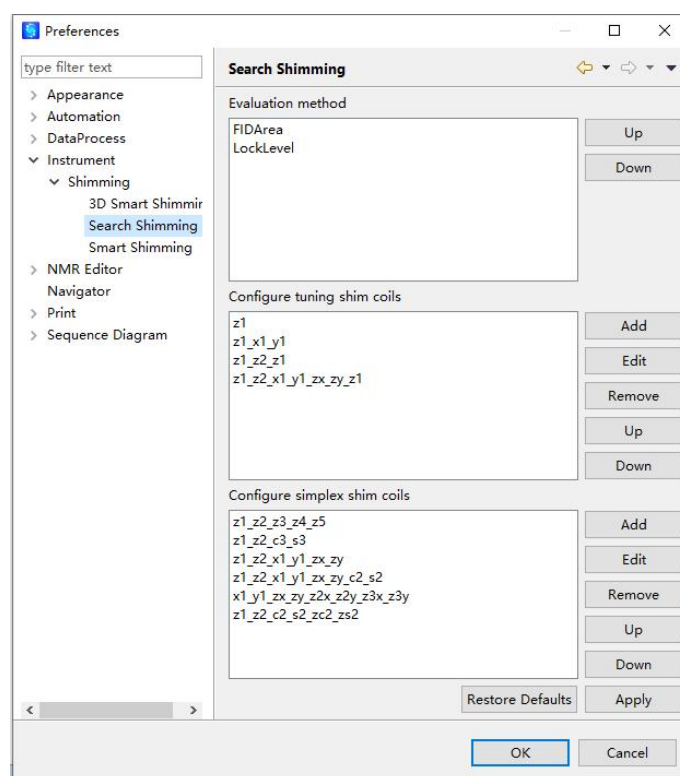 Preferences
type filter text
Appearance
Automation
DataProcess
Instrument
Shimming
3D Smart Shimmir
Search Shimming
Smart Shimming
NMR Editor
Navigator
Print
Sequence Diagram
Search Shimming
Evaluation method
FIDArea
LockLevel
Up
Down
Configure tuning shim coils
z1
z1_x1_y1
z1_z2_z1
z1_z2_x1_y1_zx_zy_z1
Add
Edit
Remove
Up
Down
Configure simplex shim coils
z1_z2_z3_z4_z5
z1_z2_c3_s3
z1_z2_x1_y1_zx_zy
z1_z2_x1_y1_zx_zy_c2_s2
x1_y1_zx_zy_z2x_z2y_z3x_z3y
z1_z2_c2_s2_zc2_zs2
Add
Edit
Remove
Up
Down
Restore Defaults
Apply
OK
Cancel